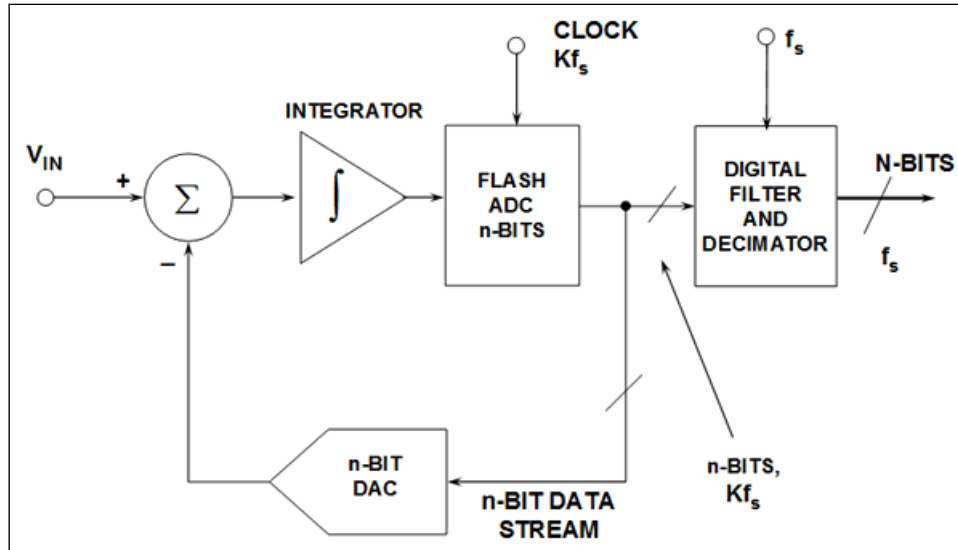 CLOCK
Kfs
fs
INTEGRATOR
VIN
+
Σ
–
∫
FLASH
ADC
n-BITS
DIGITAL
FILTER
AND
DECIMATOR
N-BITS
fs
n-BIT
DAC
n-BIT DATA
STREAM
n-BITS,
Kfs